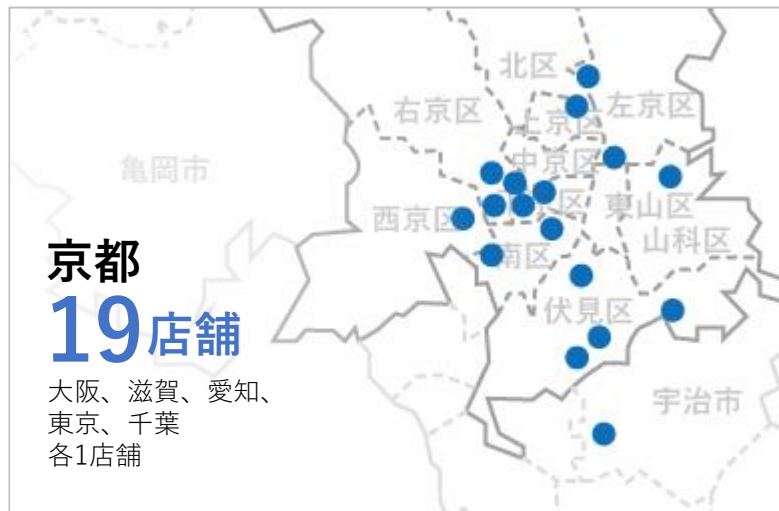 北区
右京区
左京区
上京区
中京区
亀岡市
西京区
東山区
山科区
南区
京都
19店舗
伏見区
大阪、滋賀、愛知、
東京、千葉
各1店舗
宇治市